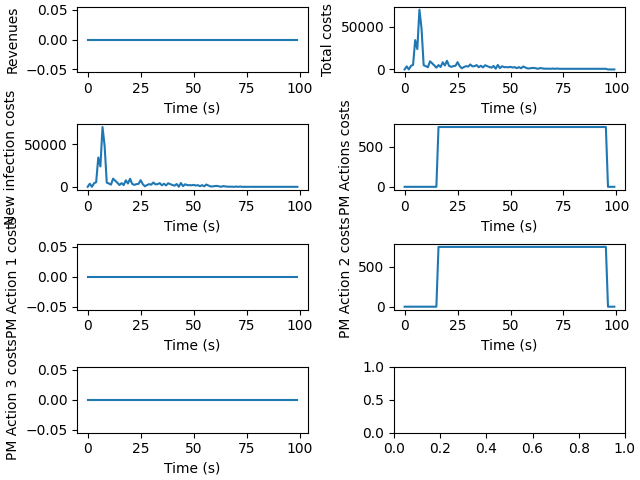 Revenues
0.05
0.00
−0.05
0 25 50 75 100
Time (s)
Total costs
50000
0
0 25 50 75 100
Time (s)
New infection costs
50000
0
0 25 50 75 100
Time (s)
PM Actions costs
500
0
0 25 50 75 100
Time (s)
PM Action 1 costs
0.05
0.00
−0.05
0 25 50 75 100
Time (s)
PM Action 2 costs
500
0
0 25 50 75 100
Time (s)
PM Action 3 costs
0.05
0.00
−0.05
0 25 50 75 100
Time (s)
1.0
0.5
0.0
0.0 0.2 0.4 0.6 0.8 1.0